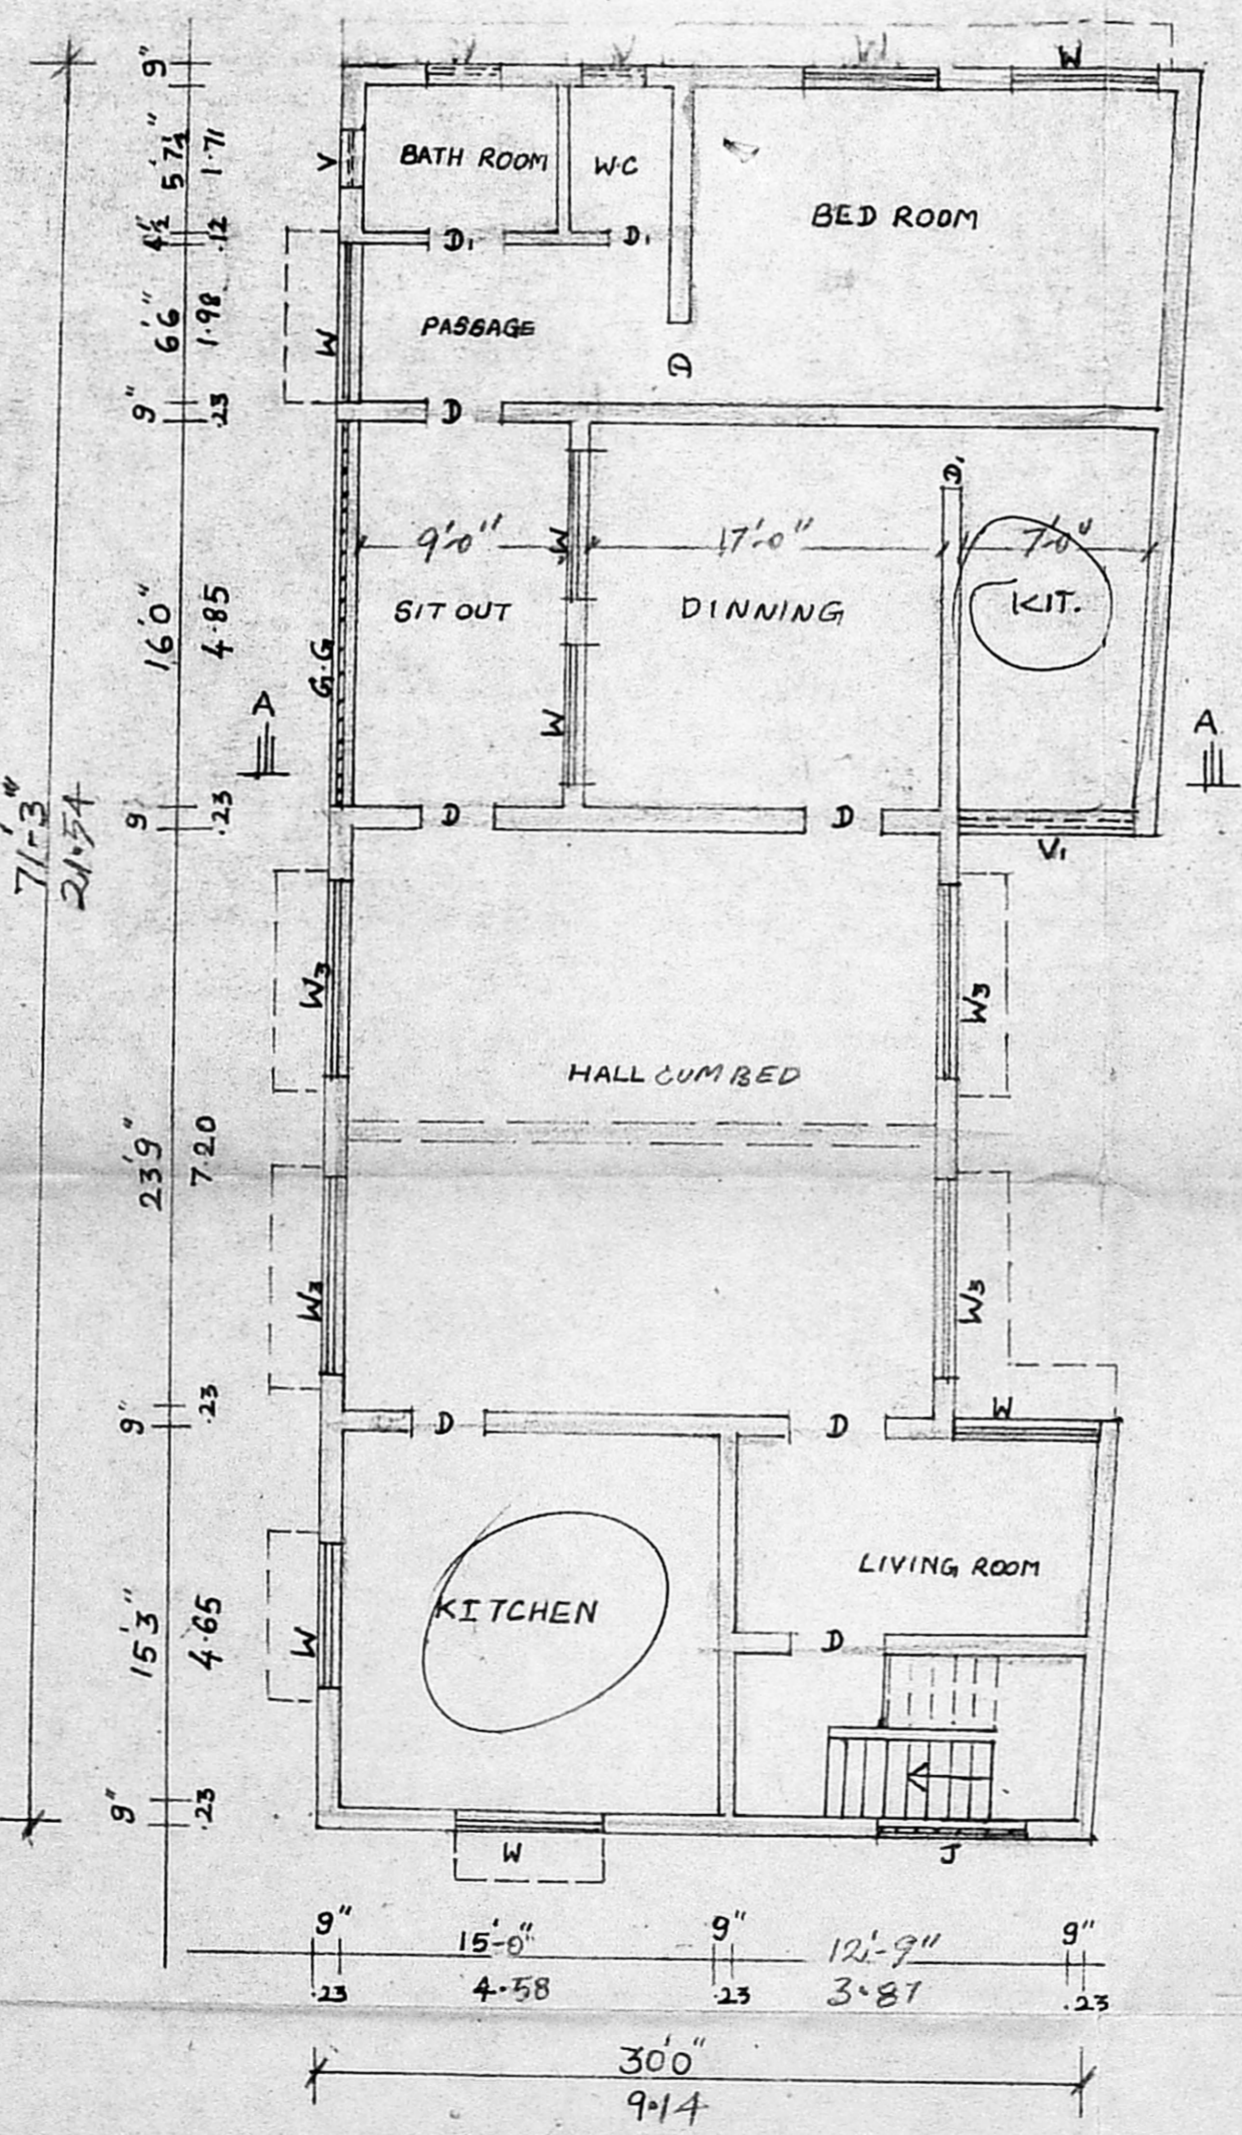 V V V1 W
9"
5'7½" 1.71
V
BATH ROOM W.C
BED ROOM
4½" .12
D1 D1
6'6" 1.98
W
PASSAGE
D
9" .23
D
D1
9'-0" W 17'-0" 7'-0"
16'0" 4.85
SIT OUT DINNING KIT.
G.G
A W A
71'-3"
21.54
9" .23
D D
V1
W3 W3
HALL CUM BED
23'9" 7.20
W3 W3
9" .23
D D W
LIVING ROOM
KITCHEN
15'3" 4.65
W
D
9" .23
W J
9" 15'-0" 9" 12'-9" 9"
.23 4.58 .23 3.87 .23
30'0"
9.14